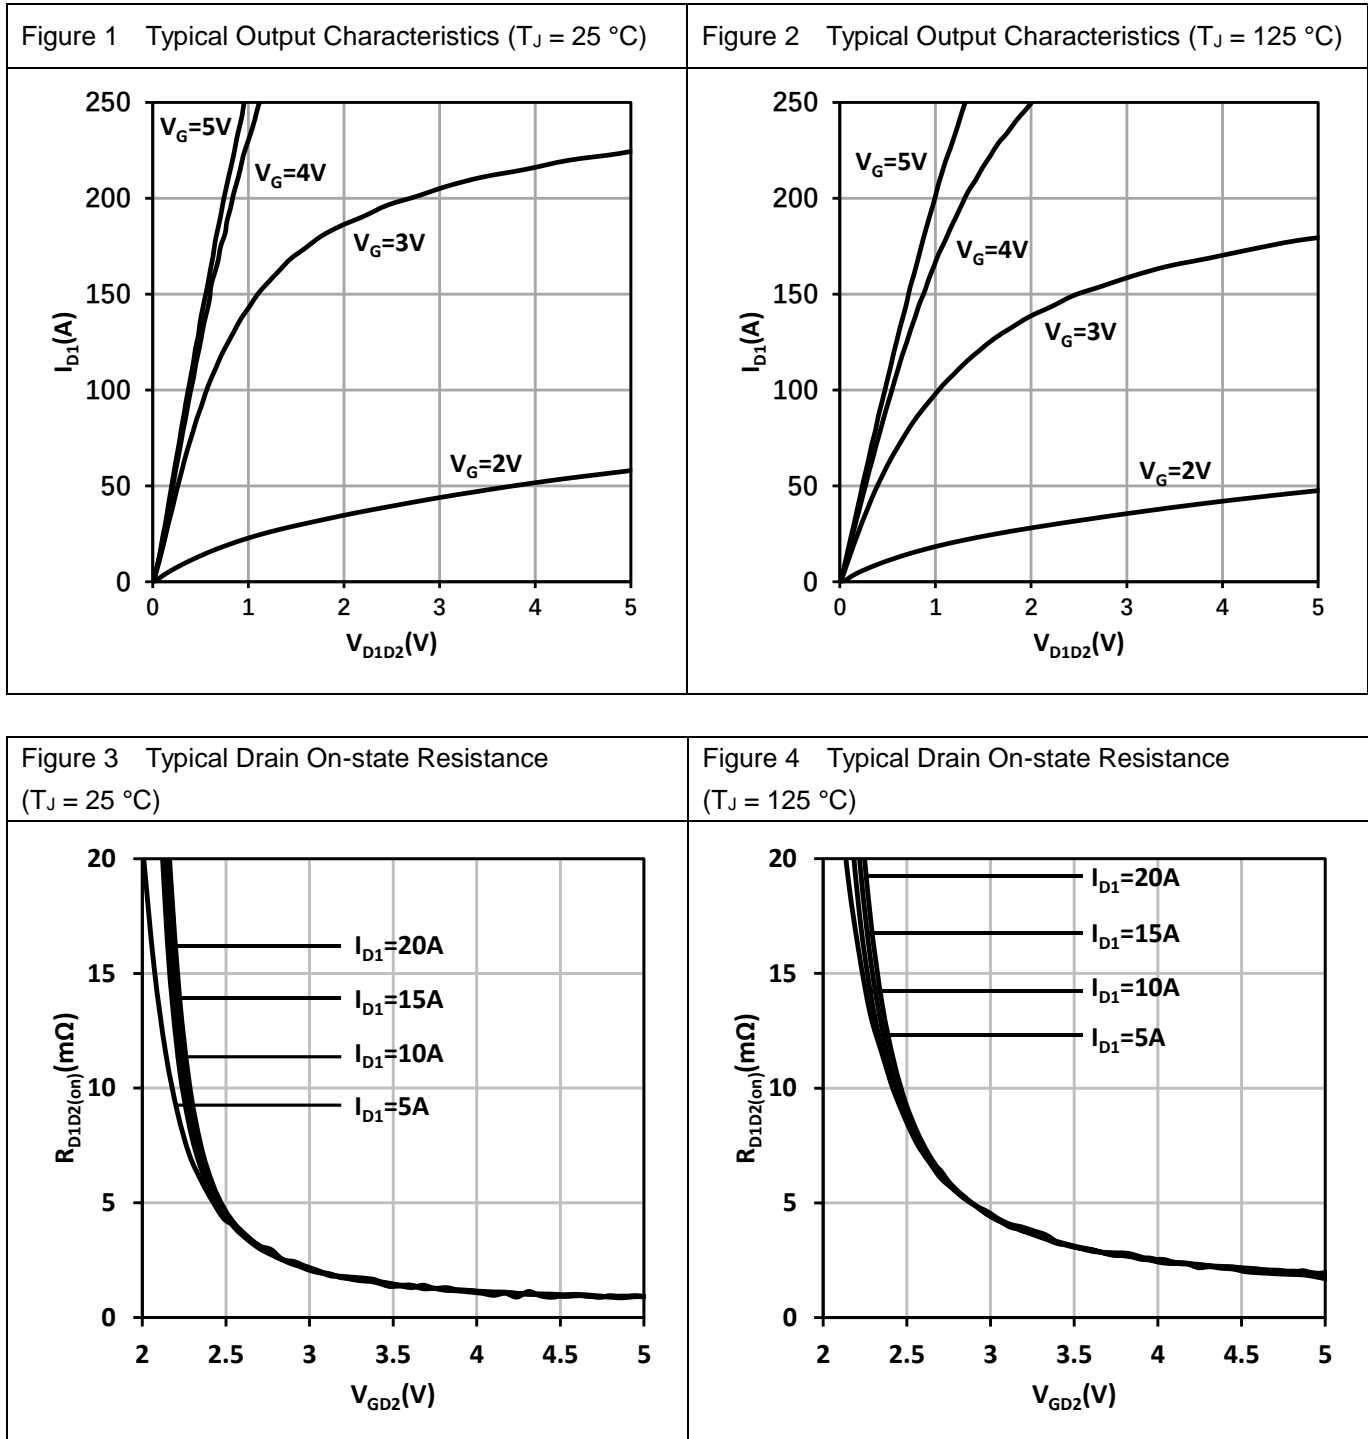 Figure 1 Typical Output Characteristics (TJ = 25 °C)
250
200
150
100
50
0
0 1 2 3 4 5
ID1(A)
VD1D2(V)
VG=5V
VG=4V
VG=3V
VG=2V
Figure 2 Typical Output Characteristics (TJ = 125 °C)
250
200
150
100
50
0
0 1 2 3 4 5
ID1(A)
VD1D2(V)
VG=5V
VG=4V
VG=3V
VG=2V
Figure 3 Typical Drain On-state Resistance
(TJ = 25 °C)
20
15
10
5
0
2 2.5 3 3.5 4 4.5 5
RD1D2(on)(mΩ)
VGD2(V)
ID1=20A
ID1=15A
ID1=10A
ID1=5A
Figure 4 Typical Drain On-state Resistance
(TJ = 125 °C)
20
15
10
5
0
2 2.5 3 3.5 4 4.5 5
RD1D2(on)(mΩ)
VGD2(V)
ID1=20A
ID1=15A
ID1=10A
ID1=5A